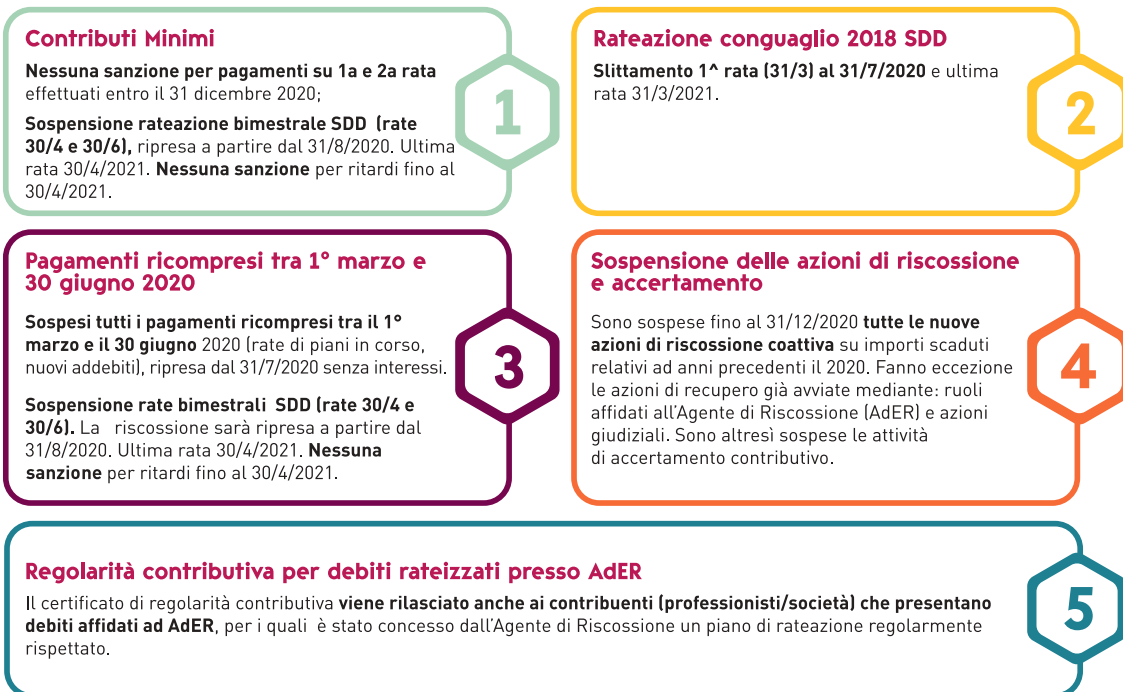 Contributi Minimi
Nessuna sanzione per pagamenti su 1a e 2a rata
effettuati entro il 31 dicembre 2020;
Sospensione rateazione bimestrale SDD (rate
30/4 e 30/6), ripresa a partire dal 31/8/2020. Ultima
rata 30/4/2021. Nessuna sanzione per ritardi fino al
30/4/2021.
1
Rateazione conguaglio 2018 SDD
Slittamento 1^ rata (31/3) al 31/7/2020 e ultima
rata 31/3/2021.
2
Pagamenti ricompresi tra 1° marzo e
30 giugno 2020
Sospesi tutti i pagamenti ricompresi tra il 1°
marzo e il 30 giugno 2020 (rate di piani in corso,
nuovi addebiti), ripresa dal 31/7/2020 senza interessi.
Sospensione rate bimestrali SDD (rate 30/4 e
30/6). La riscossione sarà ripresa a partire dal
31/8/2020. Ultima rata 30/4/2021. Nessuna
sanzione per ritardi fino al 30/4/2021.
3
Sospensione delle azioni di riscossione
e accertamento
Sono sospese fino al 31/12/2020 tutte le nuove
azioni di riscossione coattiva su importi scaduti
relativi ad anni precedenti il 2020. Fanno eccezione
le azioni di recupero già avviate mediante: ruoli
affidati all'Agente di Riscossione (AdER) e azioni
giudiziali. Sono altresì sospese le attività
di accertamento contributivo.
4
Regolarità contributiva per debiti rateizzati presso AdER
Il certificato di regolarità contributiva viene rilasciato anche ai contribuenti (professionisti/società) che presentano
debiti affidati ad AdER, per i quali è stato concesso dall'Agente di Riscossione un piano di rateazione regolarmente
rispettato.
5